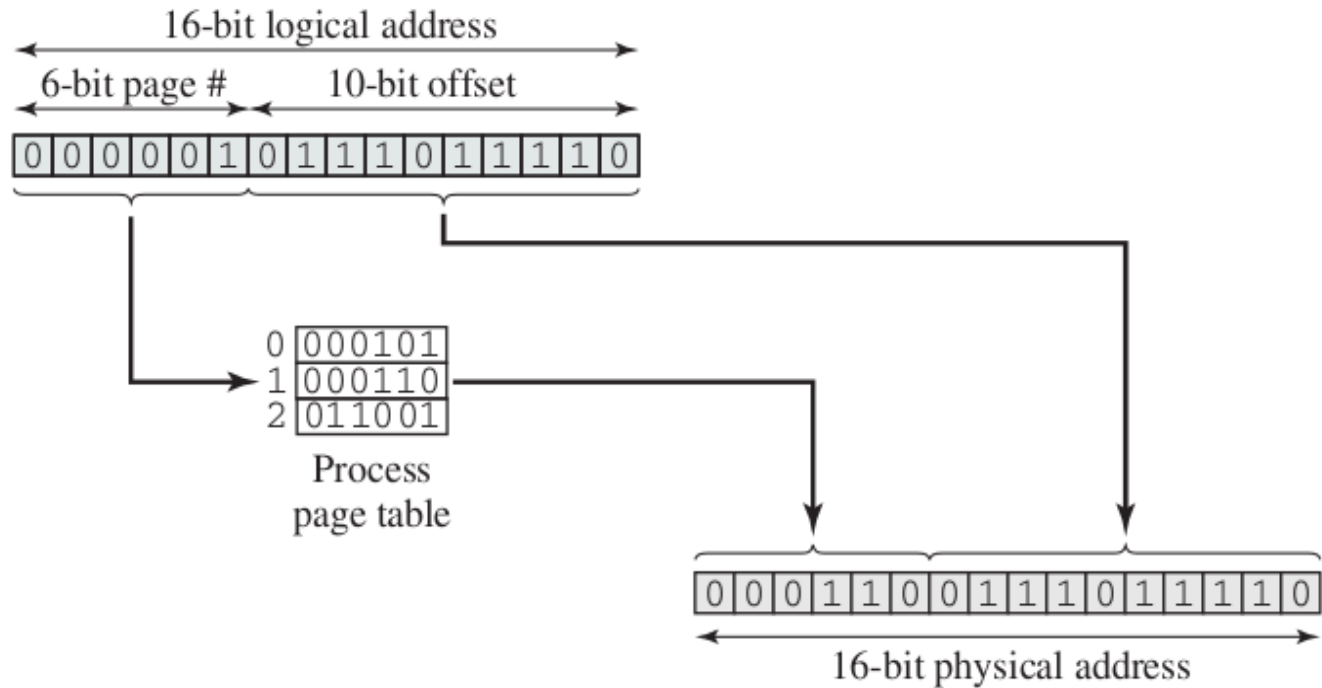 16-bit logical address
6-bit page # 10-bit offset
0 0 0 0 0 1 0 1 1 1 0 1 1 1 1 0
0 000101
1 000110
2 011001
Process
page table
0 0 0 1 1 0 0 1 1 1 0 1 1 1 1 0
16-bit physical address